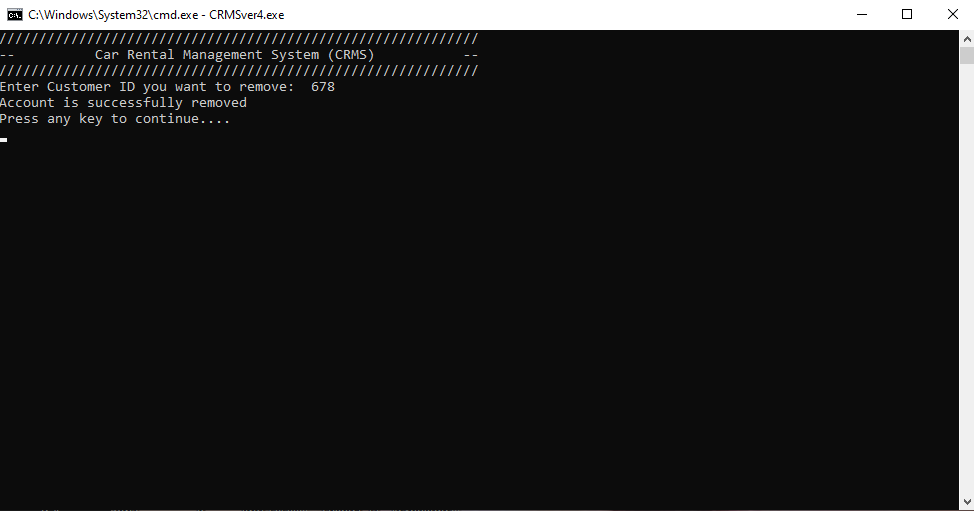 C:\Windows\System32\cmd.exe - CRMSver4.exe
////////////////////////////////////////////////////////////
--          Car Rental Management System (CRMS)           --
////////////////////////////////////////////////////////////
Enter Customer ID you want to remove:  678
Account is successfully removed
Press any key to continue....